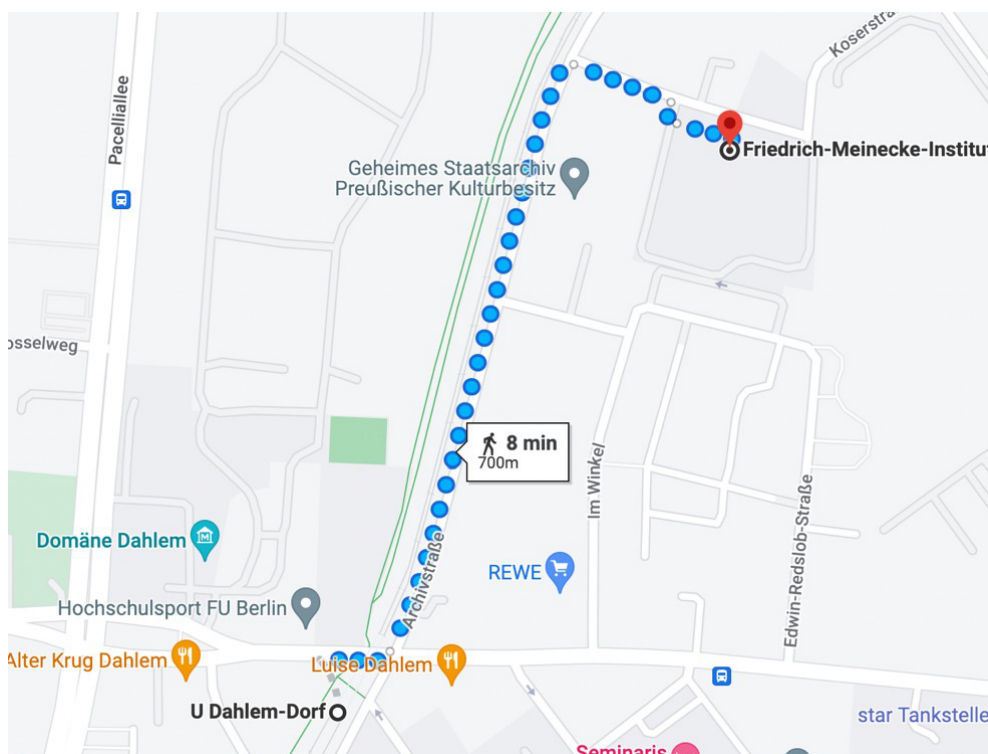 Koserstra
Pacelliallee
Friedrich-Meinecke-Institut
Geheimes Staatsarchiv
Preußischer Kulturbesitz
osselweg
8 min
700m
Im Winkel
Edwin-Redslob-Straße
Domäne Dahlem
REWE
Archivstraße
Hochschulsport FU Berlin
Alter Krug Dahlem
Luise Dahlem
U Dahlem-Dorf
star Tankstelle
Seminaris